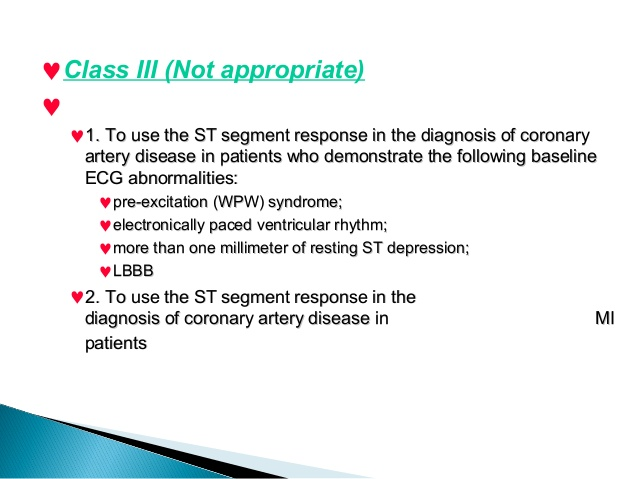 Class III (Not appropriate)
1. To use the ST segment response in the diagnosis of coronary
artery disease in patients who demonstrate the following baseline
ECG abnormalities:
pre-excitation (WPW) syndrome;
electronically paced ventricular rhythm;
more than one millimeter of resting ST depression;
LBBB
2. To use the ST segment response in the
diagnosis of coronary artery disease in MI
patients